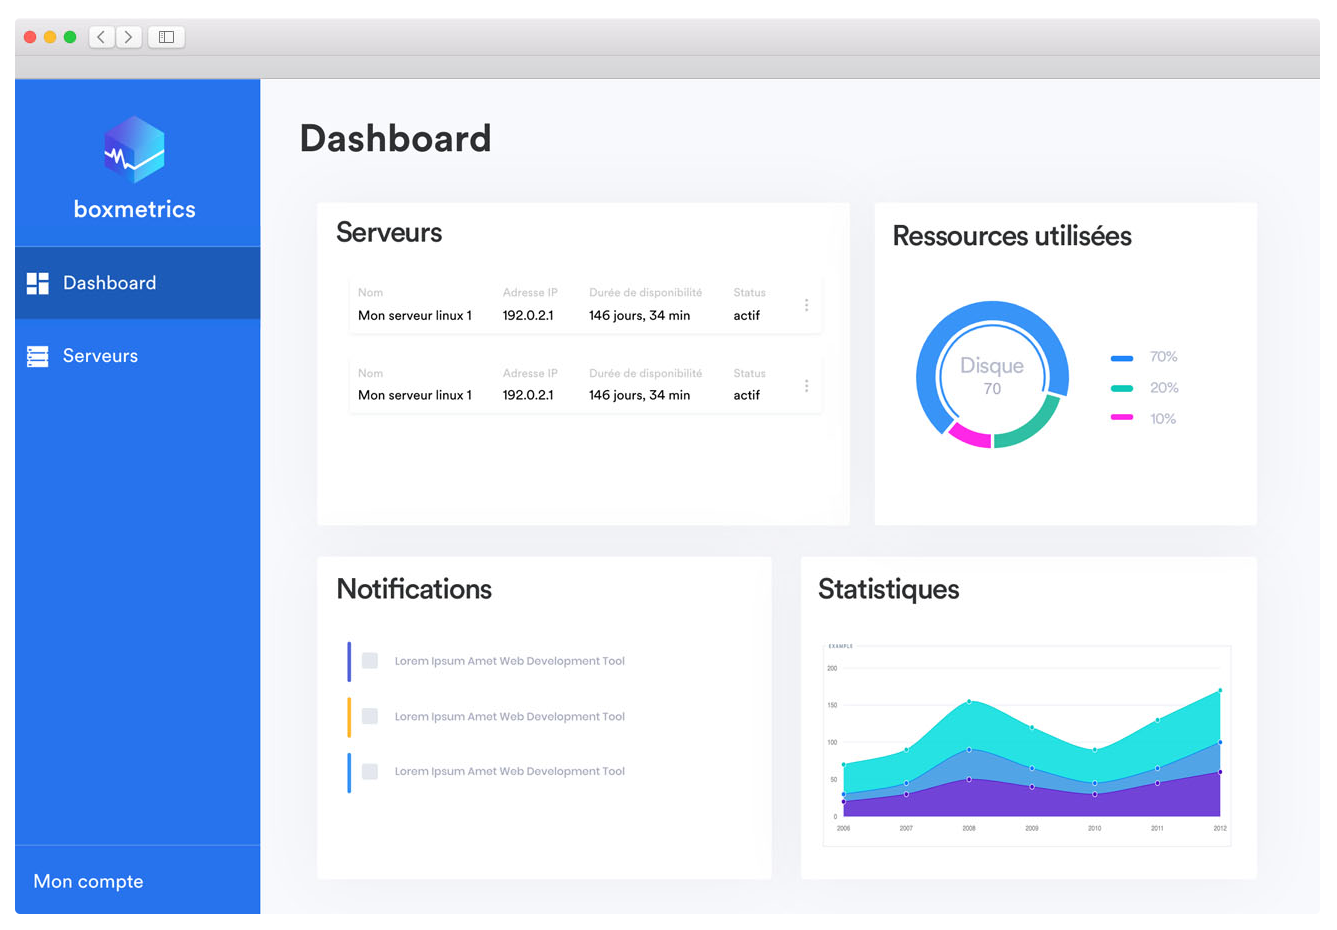 boxmetrics
Dashboard
Serveurs
Mon compte
Dashboard
Serveurs
Nom Adresse IP Durée de disponibilité Status
Mon serveur linux 1 192.0.2.1 146 jours, 34 min actif
Nom Adresse IP Durée de disponibilité Status
Mon serveur linux 1 192.0.2.1 146 jours, 34 min actif
Ressources utilisées
Disque
70
70%
20%
10%
Notifications
Lorem Ipsum Amet Web Development Tool
Lorem Ipsum Amet Web Development Tool
Lorem Ipsum Amet Web Development Tool
Statistiques
EXAMPLE
200
150
100
50
0
2006 2007 2008 2009 2010 2011 2012